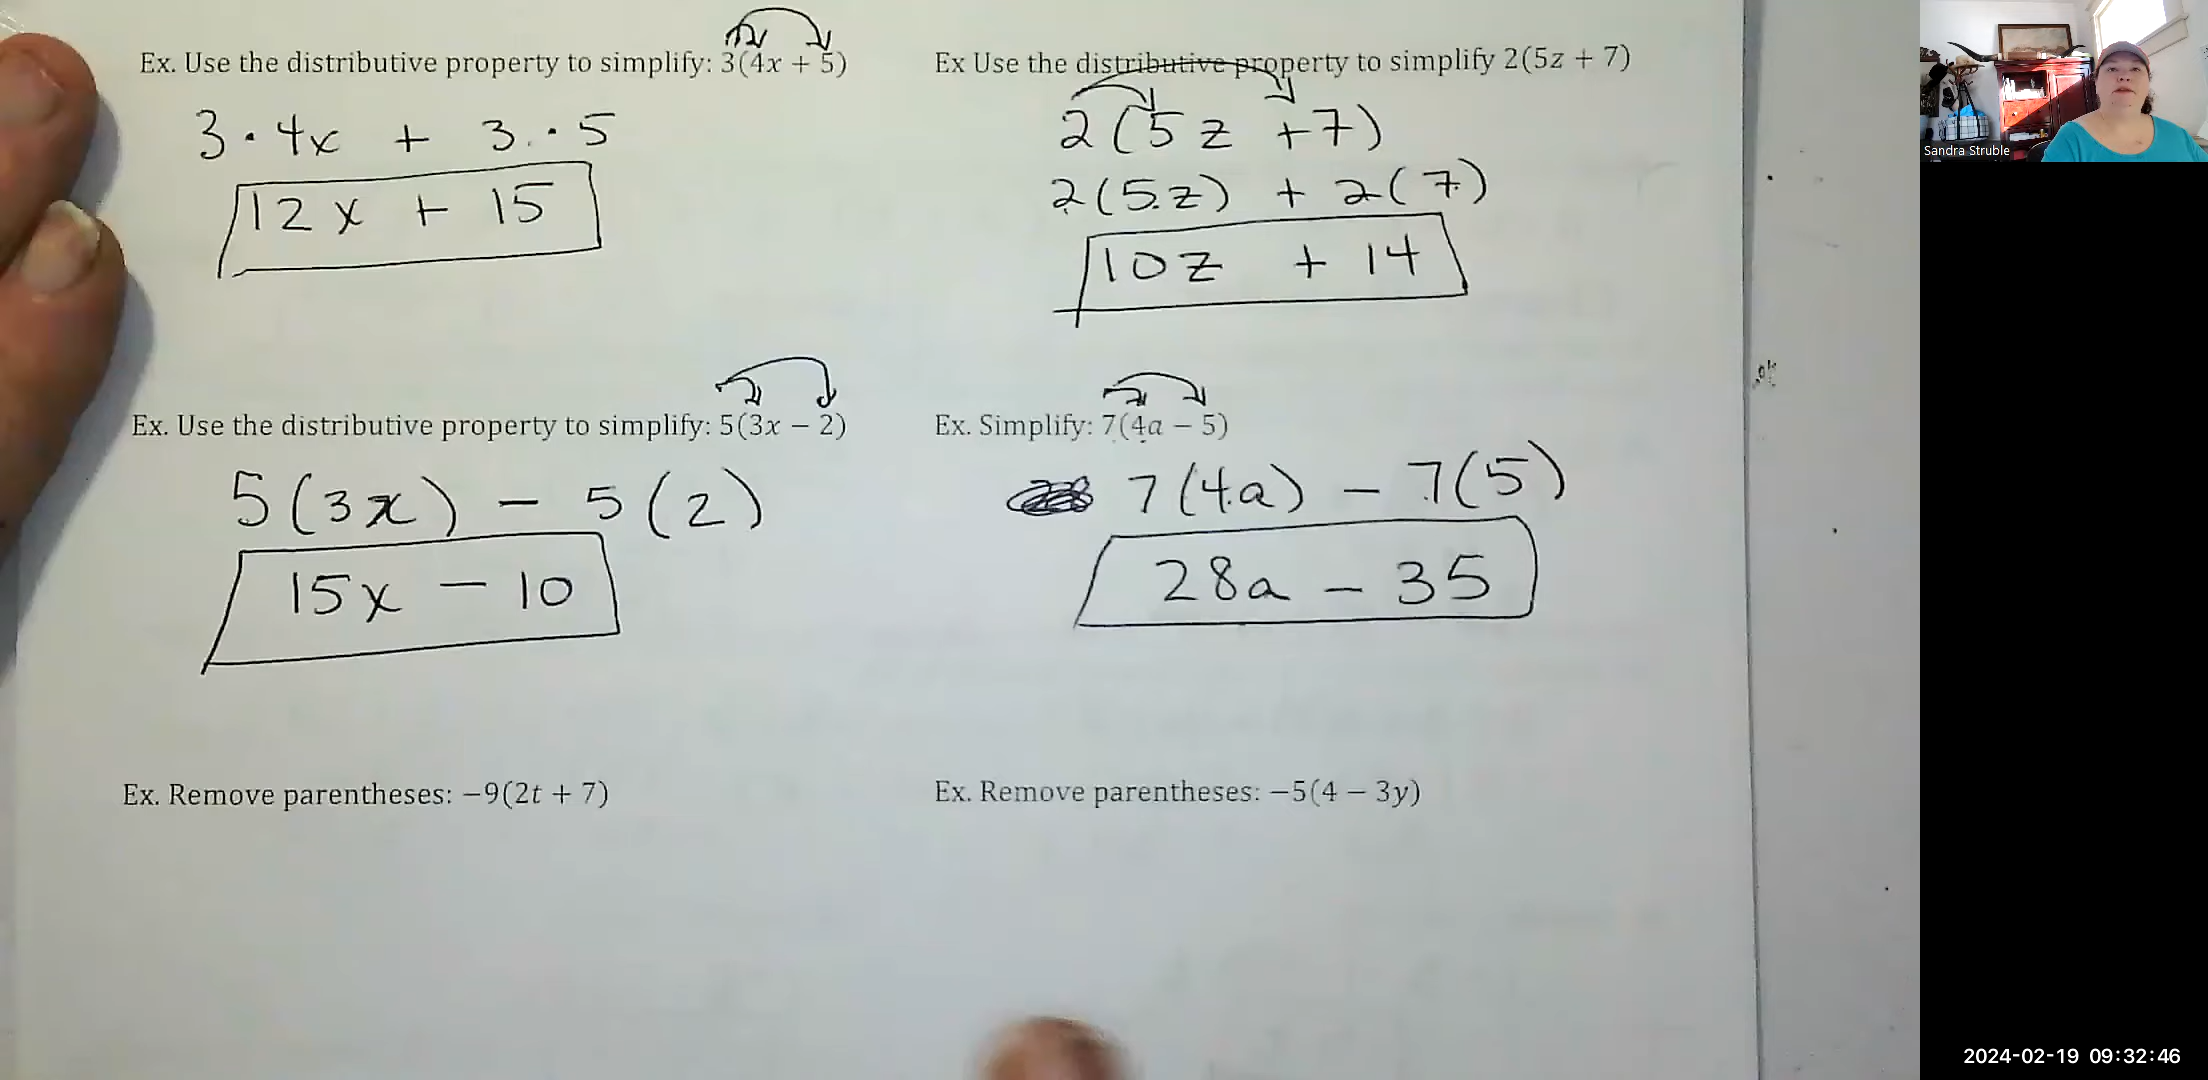 Ex. Use the distributive property to simplify: 3(4x + 5)
3 · 4x + 3 · 5
12x + 15
Ex Use the distributive property to simplify 2(5z + 7)
2(5z + 7)
2(5z) + 2(7)
10z + 14
Ex. Use the distributive property to simplify: 5(3x − 2)
5(3x) − 5(2)
15x − 10
Ex. Simplify: 7(4a − 5)
7(4a) − 7(5)
28a − 35
Ex. Remove parentheses: −9(2t + 7)
Ex. Remove parentheses: −5(4 − 3y)
Sandra Struble
2024-02-19 09:32:46